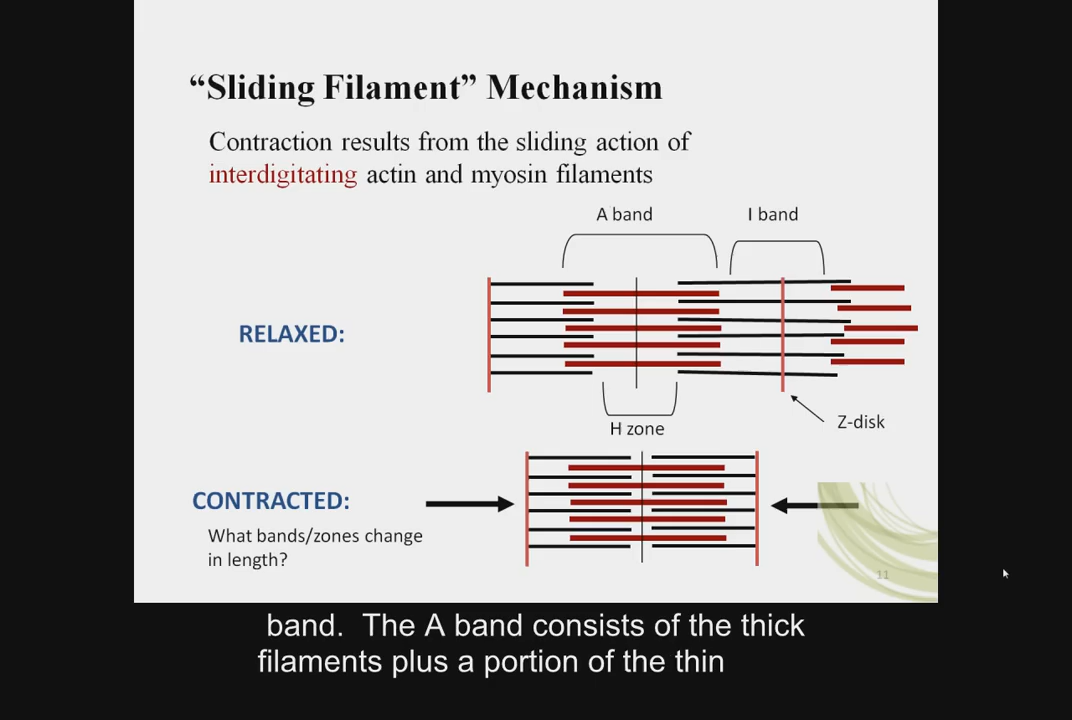 “Sliding Filament” Mechanism
Contraction results from the sliding action of
interdigitating actin and myosin filaments
A band
I band
RELAXED:
Z-disk
H zone
CONTRACTED:
What bands/zones change
in length?
11
band.  The A band consists of the thick
filaments plus a portion of the thin